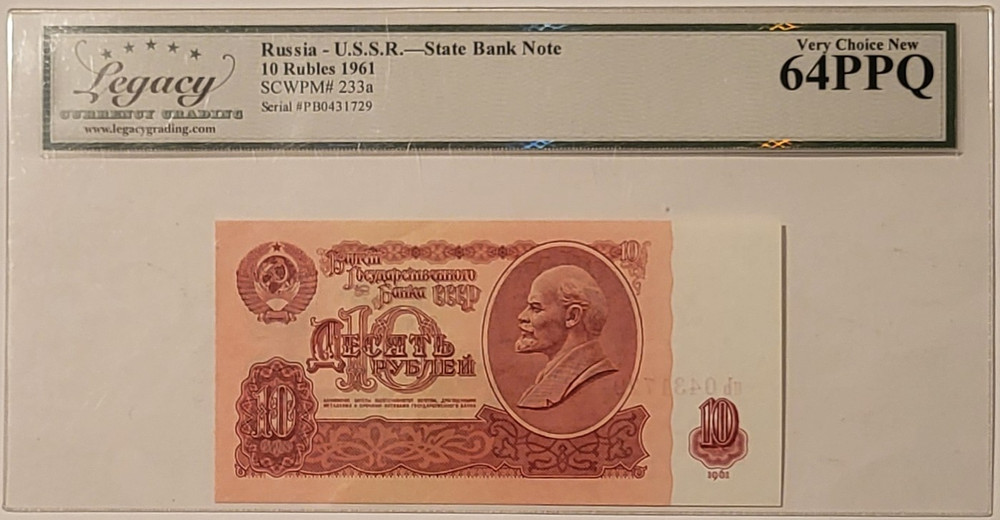 Legacy
CURRENCY GRADING
www.legacygrading.com
Russia - U.S.S.R.—State Bank Note
10 Rubles 1961
SCWPM# 233a
Serial #PB0431729
Very Choice New
64PPQ
Билет
Государственного
Банка СССР
10
10
Десять
рублей
10
10
1961